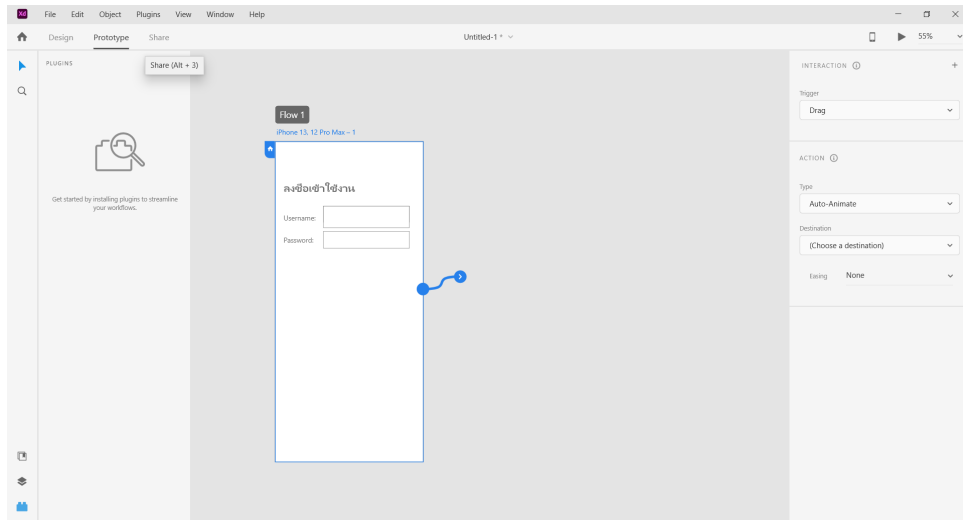 Xd File Edit Object Plugins View Window Help
Design Prototype Share Untitled-1 * 55%
PLUGINS
Share (Alt + 3)
Get started by installing plugins to streamline
your workflows.
Flow 1
iPhone 13, 12 Pro Max – 1
ลงชื่อเข้าใช้งาน
Username:
Password:
INTERACTION
Trigger
Drag
ACTION
Type
Auto-Animate
Destination
(Choose a destination)
Easing None